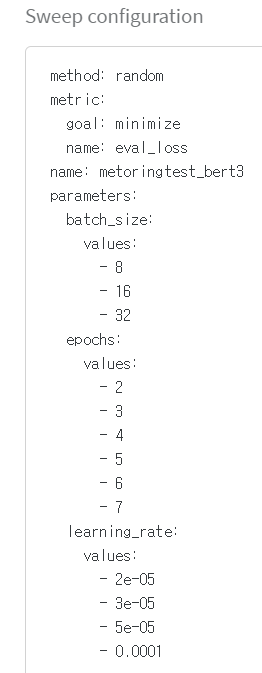 Sweep configuration
method: random
metric:
  goal: minimize
  name: eval_loss
name: metoringtest_bert3
parameters:
  batch_size:
    values:
      - 8
      - 16
      - 32
  epochs:
    values:
      - 2
      - 3
      - 4
      - 5
      - 6
      - 7
  learning_rate:
    values:
      - 2e-05
      - 3e-05
      - 5e-05
      - 0.0001